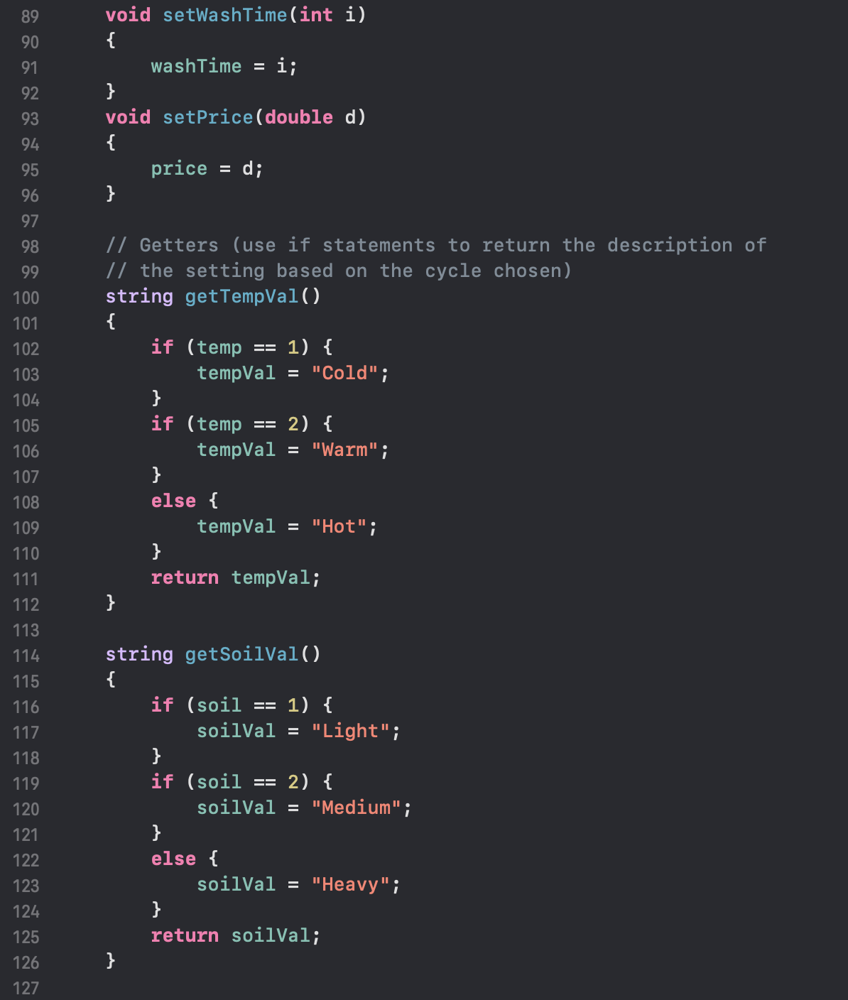 89 void setWashTime(int i)
90 {
91 washTime = i;
92 }
93 void setPrice(double d)
94 {
95 price = d;
96 }
97
98 // Getters (use if statements to return the description of
99 // the setting based on the cycle chosen)
100 string getTempVal()
101 {
102 if (temp == 1) {
103 tempVal = "Cold";
104 }
105 if (temp == 2) {
106 tempVal = "Warm";
107 }
108 else {
109 tempVal = "Hot";
110 }
111 return tempVal;
112 }
113
114 string getSoilVal()
115 {
116 if (soil == 1) {
117 soilVal = "Light";
118 }
119 if (soil == 2) {
120 soilVal = "Medium";
121 }
122 else {
123 soilVal = "Heavy";
124 }
125 return soilVal;
126 }
127